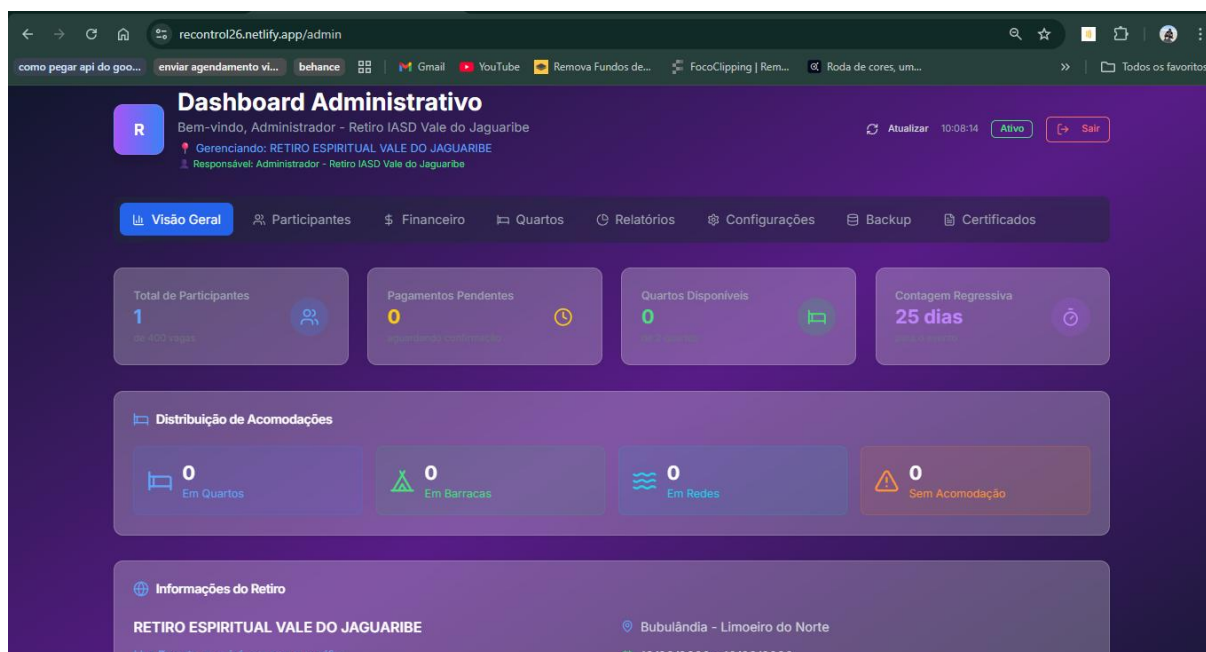 recontrol26.netlify.app/admin
como pegar api do goo... enviar agendamento vi... behance Gmail YouTube Remova Fundos de... FocoClipping | Rem... Roda de cores, um... » Todos os favoritos
Dashboard Administrativo
R
Bem-vindo, Administrador - Retiro IASD Vale do Jaguaribe
Gerenciando: RETIRO ESPIRITUAL VALE DO JAGUARIBE
Responsável: Administrador - Retiro IASD Vale do Jaguaribe
Atualizar 10:08:14 Ativo Sair
Visão Geral Participantes Financeiro Quartos Relatórios Configurações Backup Certificados
Total de Participantes
1
de 400 vagas
Pagamentos Pendentes
0
aguardando confirmação
Quartos Disponíveis
0
Contagem Regressiva
25 dias
Distribuição de Acomodações
0
Em Quartos
0
Em Barracas
0
Em Redes
0
Sem Acomodação
Informações do Retiro
RETIRO ESPIRITUAL VALE DO JAGUARIBE
Bubulândia - Limoeiro do Norte